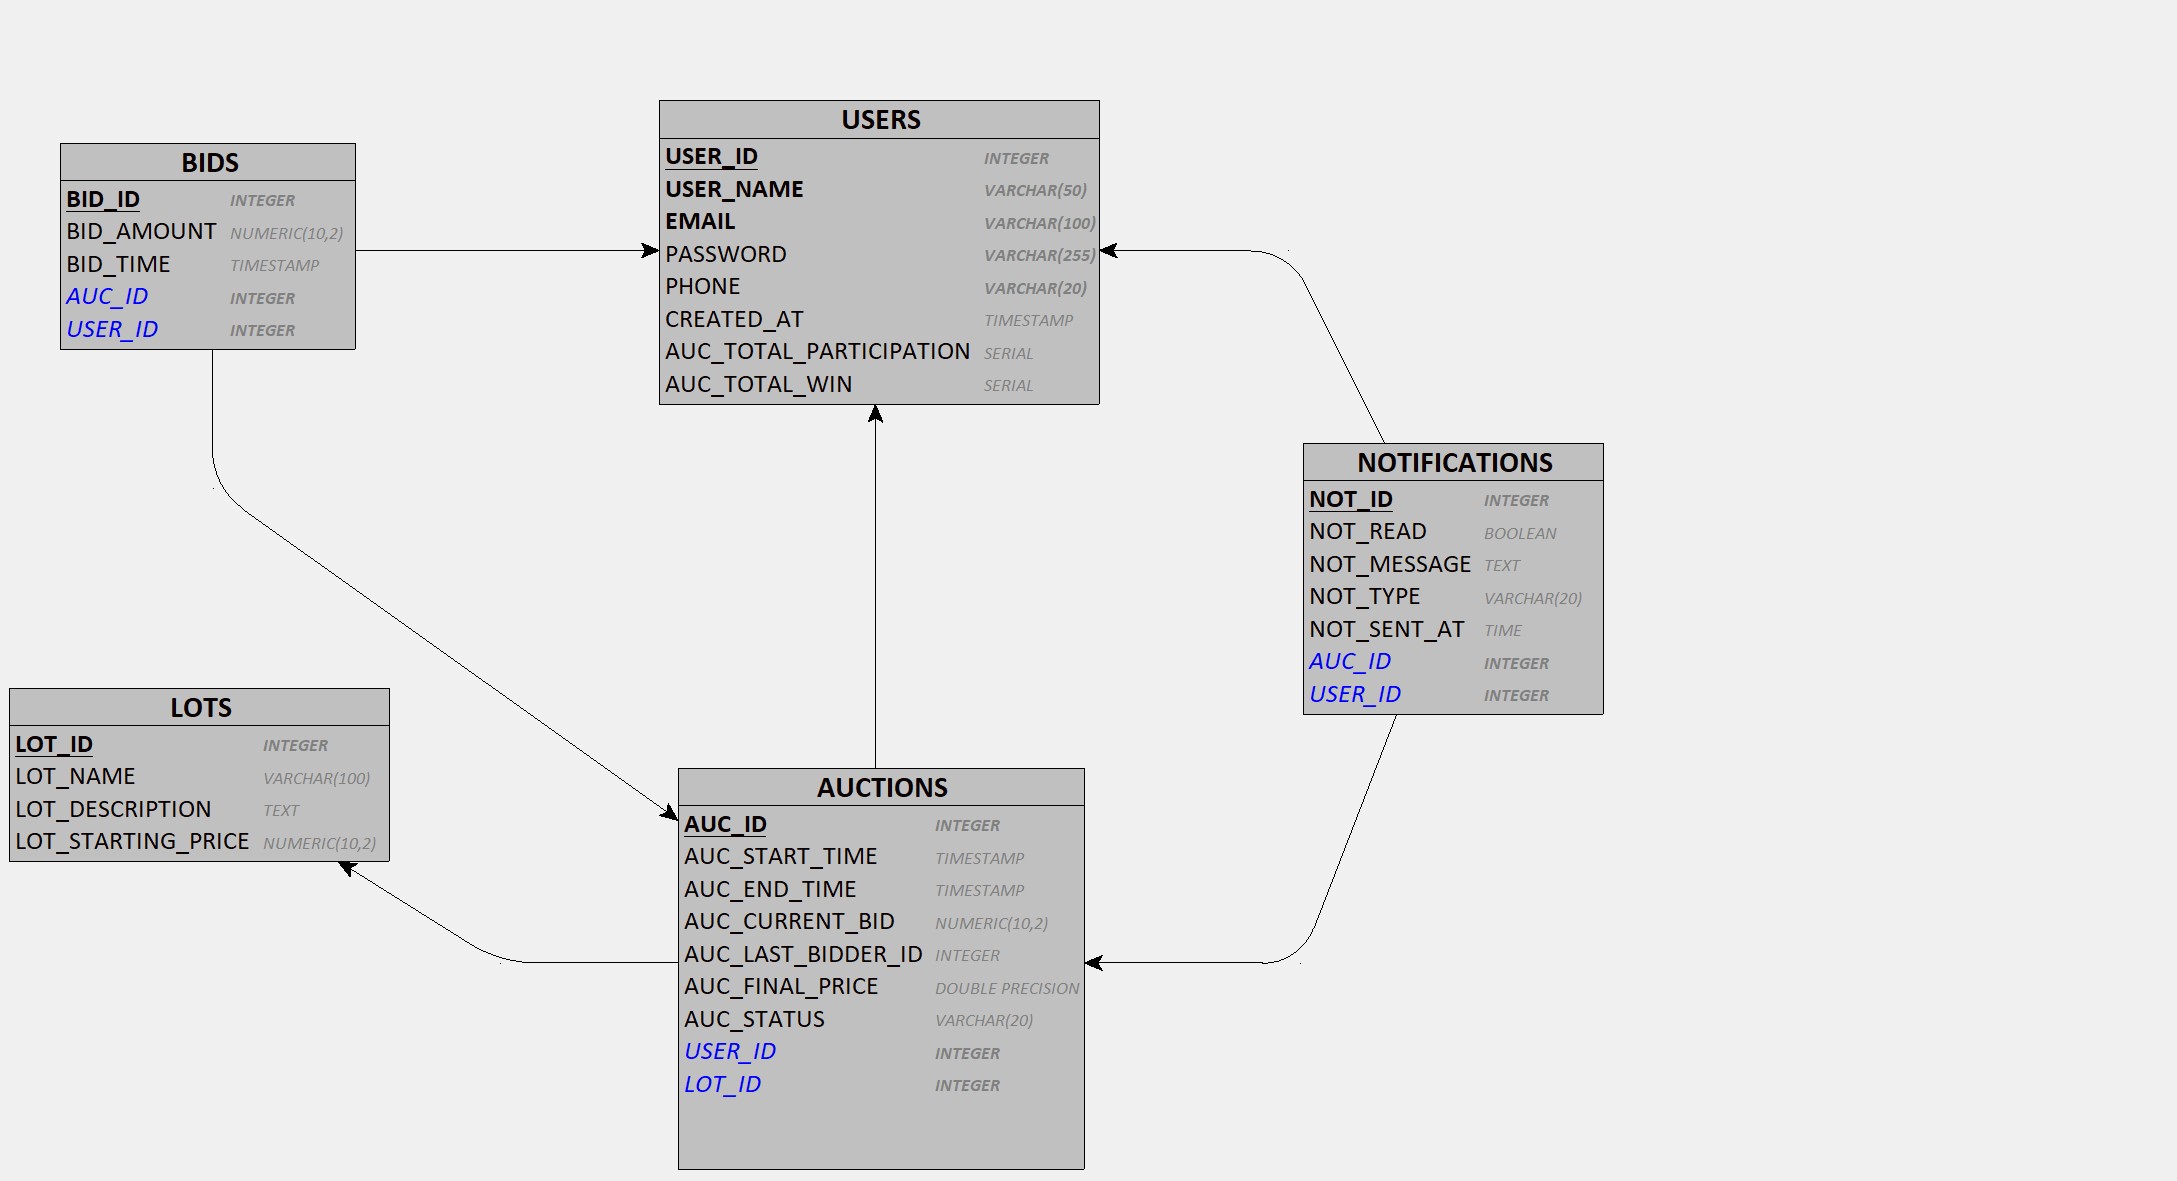 USERS
USER_ID INTEGER
USER_NAME VARCHAR(50)
EMAIL VARCHAR(100)
PASSWORD VARCHAR(255)
PHONE VARCHAR(20)
CREATED_AT TIMESTAMP
AUC_TOTAL_PARTICIPATION SERIAL
AUC_TOTAL_WIN SERIAL
BIDS
BID_ID INTEGER
BID_AMOUNT NUMERIC(10,2)
BID_TIME TIMESTAMP
AUC_ID INTEGER
USER_ID INTEGER
NOTIFICATIONS
NOT_ID INTEGER
NOT_READ BOOLEAN
NOT_MESSAGE TEXT
NOT_TYPE VARCHAR(20)
NOT_SENT_AT TIME
AUC_ID INTEGER
USER_ID INTEGER
LOTS
LOT_ID INTEGER
LOT_NAME VARCHAR(100)
LOT_DESCRIPTION TEXT
LOT_STARTING_PRICE NUMERIC(10,2)
AUCTIONS
AUC_ID INTEGER
AUC_START_TIME TIMESTAMP
AUC_END_TIME TIMESTAMP
AUC_CURRENT_BID NUMERIC(10,2)
AUC_LAST_BIDDER_ID INTEGER
AUC_FINAL_PRICE DOUBLE PRECISION
AUC_STATUS VARCHAR(20)
USER_ID INTEGER
LOT_ID INTEGER